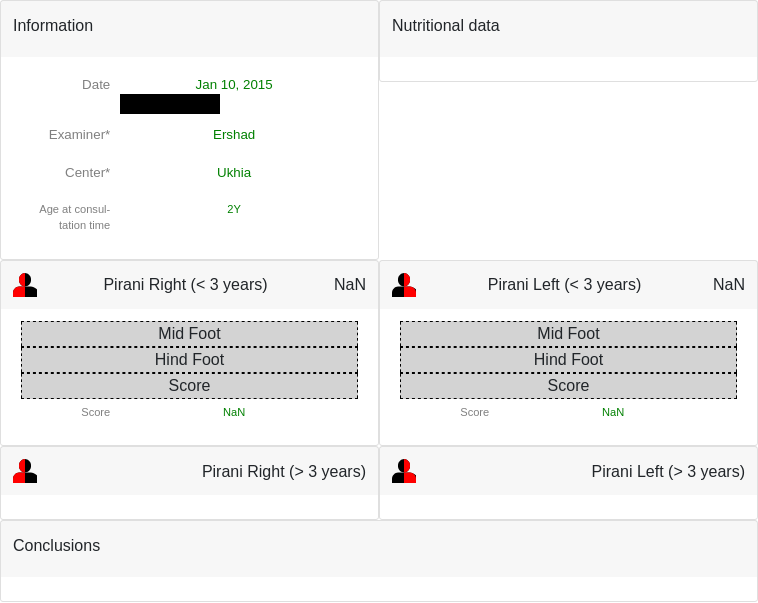 Information
Nutritional data
Date Jan 10, 2015
Examiner* Ershad
Center* Ukhia
Age at consul-
tation time 2Y
Pirani Right (< 3 years) NaN
Pirani Left (< 3 years) NaN
Mid Foot
Hind Foot
Score
Score NaN
Mid Foot
Hind Foot
Score
Score NaN
Pirani Right (> 3 years)
Pirani Left (> 3 years)
Conclusions